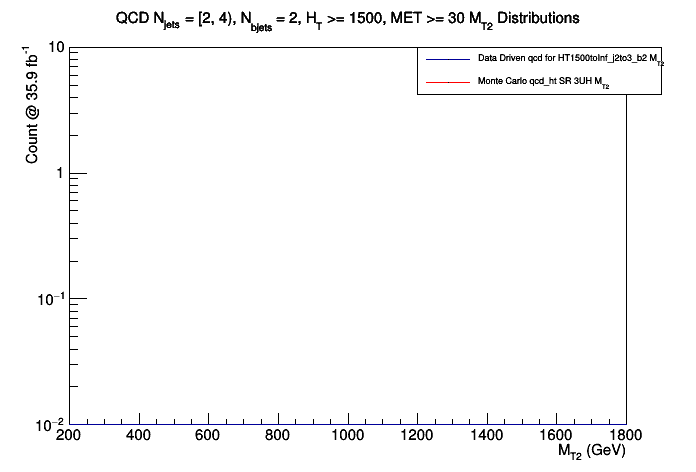 QCD N_jets = [2, 4), N_bjets = 2, H_T >= 1500, MET >= 30 M_T2 Distributions
Data Driven qcd for HT1500toInf_j2to3_b2 M_T2
Monte Carlo qcd_ht SR 3UH M_T2
Count @ 35.9 fb⁻¹
10
1
10⁻¹
10⁻²
200 400 600 800 1000 1200 1400 1600 1800
M_T2 (GeV)